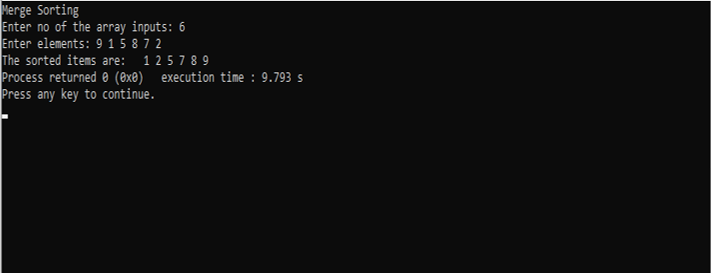 Merge Sorting
Enter no of the array inputs: 6
Enter elements: 9 1 5 8 7 2
The sorted items are:   1 2 5 7 8 9
Process returned 0 (0x0)   execution time : 9.793 s
Press any key to continue.